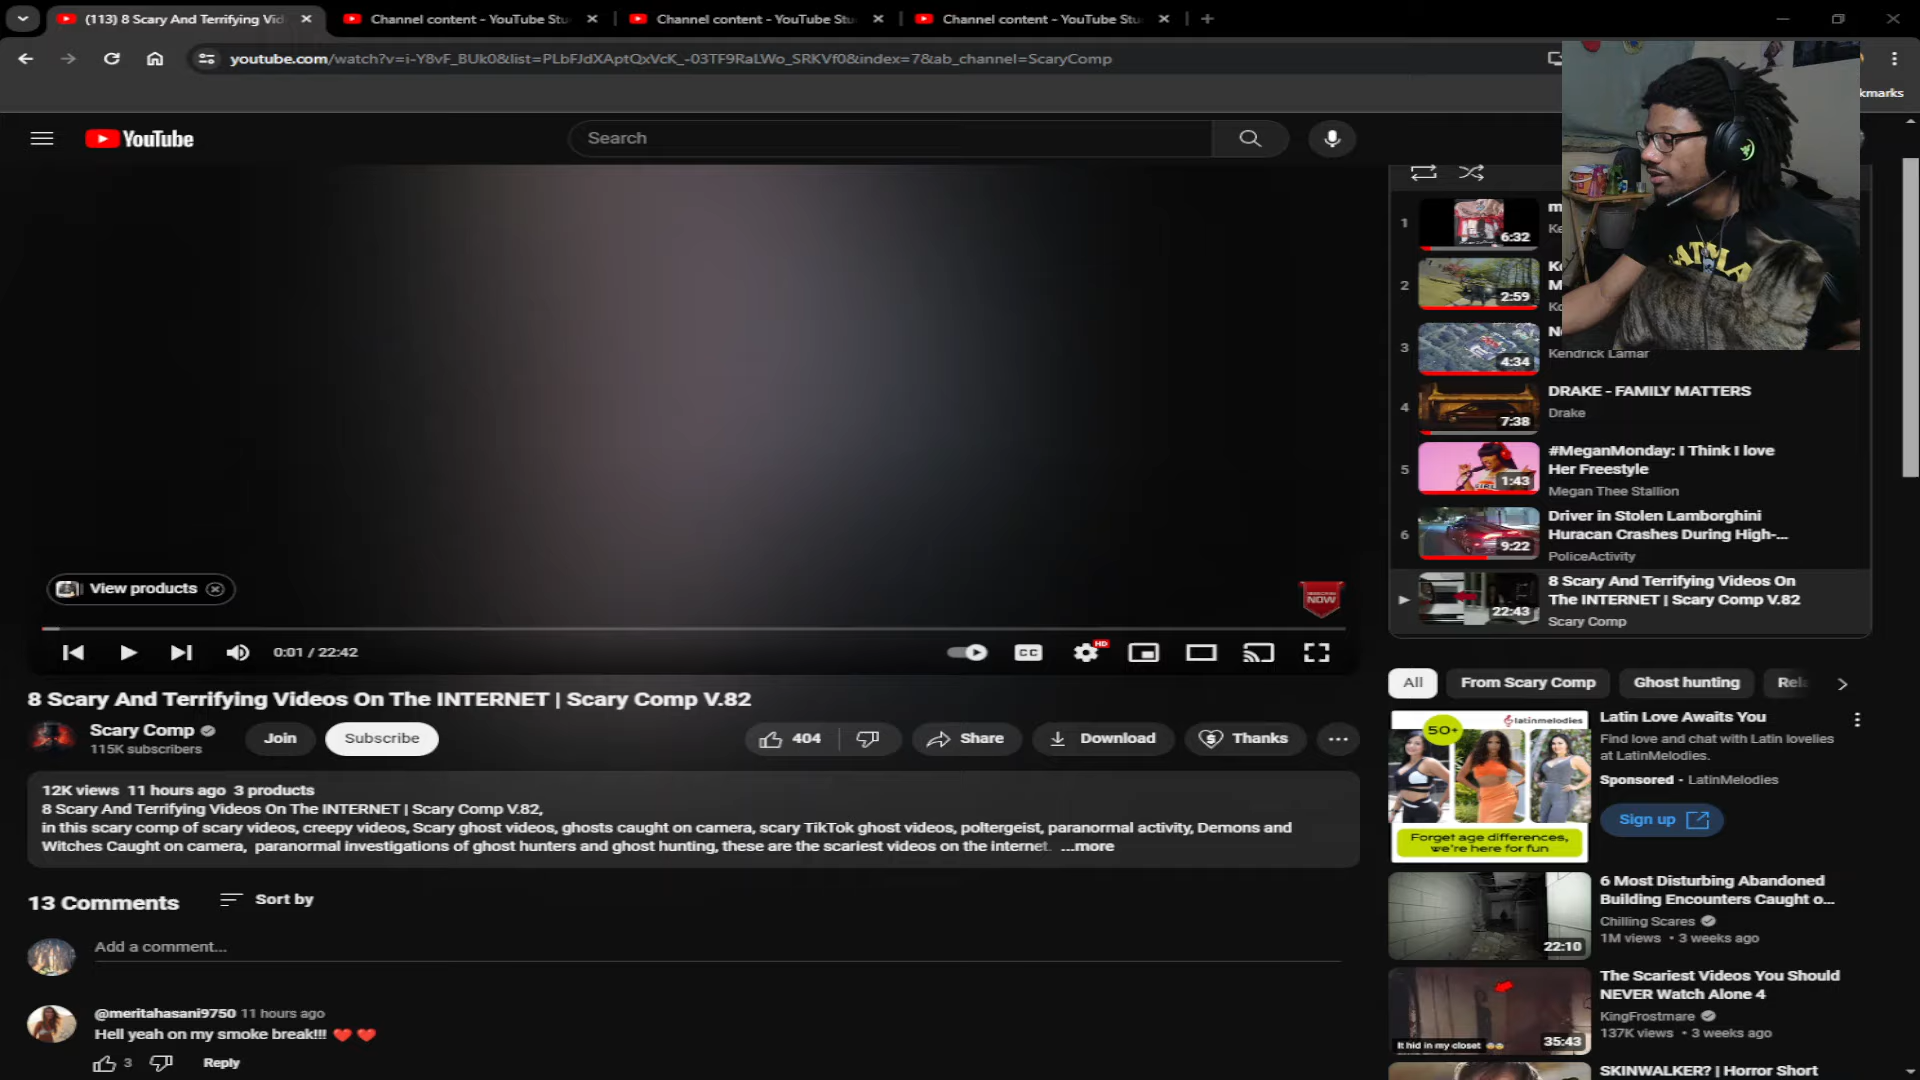 (113) 8 Scary And Terrifying Vid
Channel content - YouTube Stu
Channel content - YouTube Stu
Channel content - YouTube Stu
youtube.com/watch?v=i-Y8vF_BUk0&list=PLbFJdXAptQxVcK_-03TF9RaLWo_SRKVf0&index=7&ab_channel=ScaryComp
kmarks
YouTube
Search
View products
NOW
0:01 / 22:42
CC
HD
8 Scary And Terrifying Videos On The INTERNET | Scary Comp V.82
Scary Comp
115K subscribers
Join
Subscribe
404
Share
Download
Thanks
12K views 11 hours ago 3 products
8 Scary And Terrifying Videos On The INTERNET | Scary Comp V.82,
in this scary comp of scary videos, creepy videos, Scary ghost videos, ghosts caught on camera, scary TikTok ghost videos, poltergeist, paranormal activity, Demons and
Witches Caught on camera, paranormal investigations of ghost hunters and ghost hunting, these are the scariest videos on the internet. ...more
13 Comments
Sort by
Add a comment...
@meritahasani9750 11 hours ago
Hell yeah on my smoke break!!! ❤️ ❤️
3
Reply
1
6:32
m
Ke
2
2:59
Ke
M
Ko
3
4:34
N
Kendrick Lamar
4
7:38
DRAKE - FAMILY MATTERS
Drake
5
1:43
#MeganMonday: I Think I love
Her Freestyle
Megan Thee Stallion
6
9:22
Driver in Stolen Lamborghini
Huracan Crashes During High-...
PoliceActivity
22:43
8 Scary And Terrifying Videos On
The INTERNET | Scary Comp V.82
Scary Comp
All
From Scary Comp
Ghost hunting
Rela
50+
latinmelodies
Forget age differences,
we're here for fun
Latin Love Awaits You
Find love and chat with Latin lovelies
at LatinMelodies.
Sponsored · LatinMelodies
Sign up
22:10
6 Most Disturbing Abandoned
Building Encounters Caught o...
Chilling Scares
1M views • 3 weeks ago
It hid in my closet
35:43
The Scariest Videos You Should
NEVER Watch Alone 4
KingFrostmare
137K views • 3 weeks ago
SKINWALKER? | Horror Short